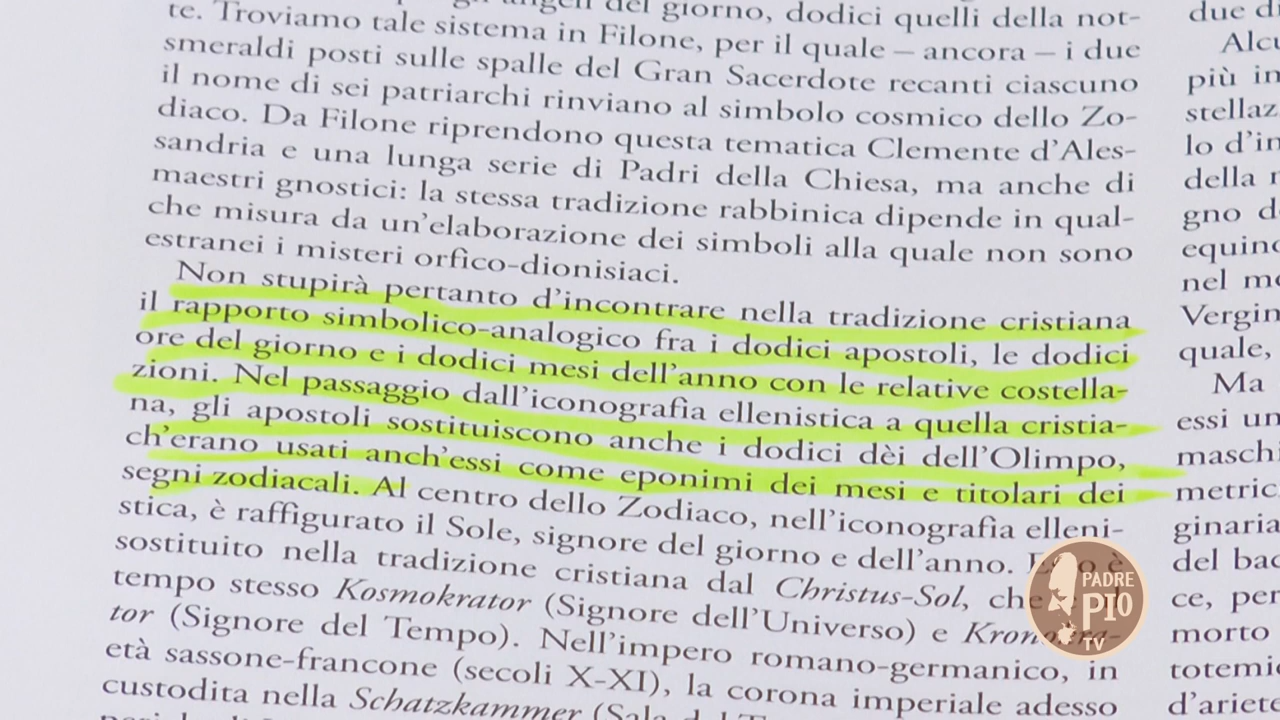 del giorno, dodici quelli della not-
te. Troviamo tale sistema in Filone, per il quale – ancora – i due
smeraldi posti sulle spalle del Gran Sacerdote recanti ciascuno
il nome di sei patriarchi rinviano al simbolo cosmico dello Zo-
diaco. Da Filone riprendono questa tematica Clemente d'Ales-
sandria e una lunga serie di Padri della Chiesa, ma anche di
maestri gnostici: la stessa tradizione rabbinica dipende in qual-
che misura da un'elaborazione dei simboli alla quale non sono
estranei i misteri orfico-dionisiaci.
Non stupirà pertanto d'incontrare nella tradizione cristiana
il rapporto simbolico-analogico fra i dodici apostoli, le dodici
ore del giorno e i dodici mesi dell'anno con le relative costella-
zioni. Nel passaggio dall'iconografia ellenistica a quella cristia-
na, gli apostoli sostituiscono anche i dodici dèi dell'Olimpo,
ch'erano usati anch'essi come eponimi dei mesi e titolari dei
segni zodiacali. Al centro dello Zodiaco, nell'iconografia elleni-
stica, è raffigurato il Sole, signore del giorno e dell'anno. è
sostituito nella tradizione cristiana dal Christus-Sol, che
tempo stesso Kosmokrator (Signore dell'Universo) e
tor (Signore del Tempo). Nell'impero romano-germanico, in
età sassone-francone (secoli X-XI), la corona imperiale adesso
custodita nella Schatzkammer
due
più
lo
della
gno
nel
Vergin
quale,
Ma
essi
metric
ginaria
del
ce, per
morto
totemi
d'ariete
PADRE
PIO
TV